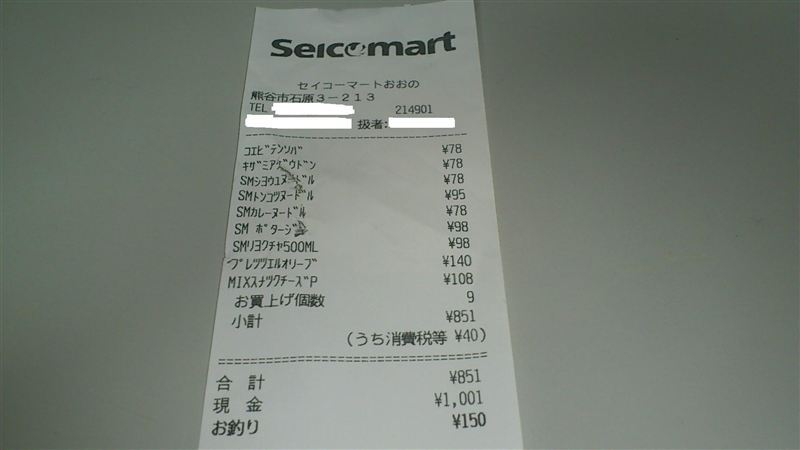 Seicomart
セイコーマートおおの
熊谷市石原3-213
TEL 214901
扱者:
コエビテンソバ ¥78
キザミアゲウドン ¥78
SMシヨウユヌードル ¥78
SMトンコツヌードル ¥95
SMカレーヌードル ¥78
SM ポタージュ ¥98
SMリヨクチヤ500ML ¥98
プレツツエルオリーブ ¥140
MIXスナツクチーズP ¥108
お買上げ個数 9
小計 ¥851
(うち消費税等 ¥40)
合 計 ¥851
現 金 ¥1,001
お釣り ¥150